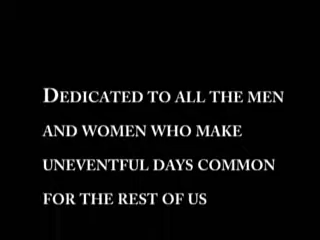 DEDICATED TO ALL THE MEN
AND WOMEN WHO MAKE
UNEVENTFUL DAYS COMMON
FOR THE REST OF US